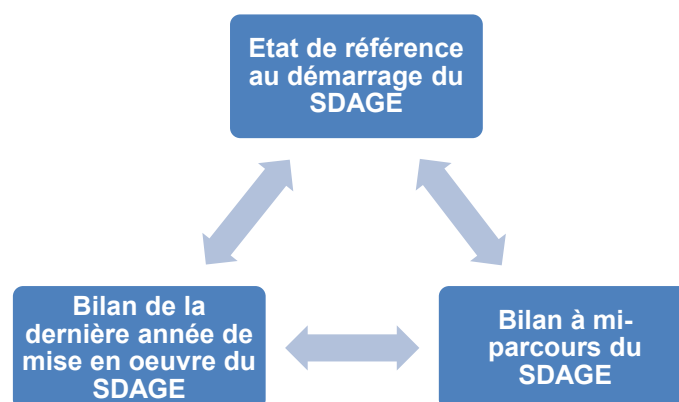 Etat de référence
au démarrage du
SDAGE
Bilan de la
dernière année de
mise en oeuvre du
SDAGE
Bilan à mi-
parcours du
SDAGE